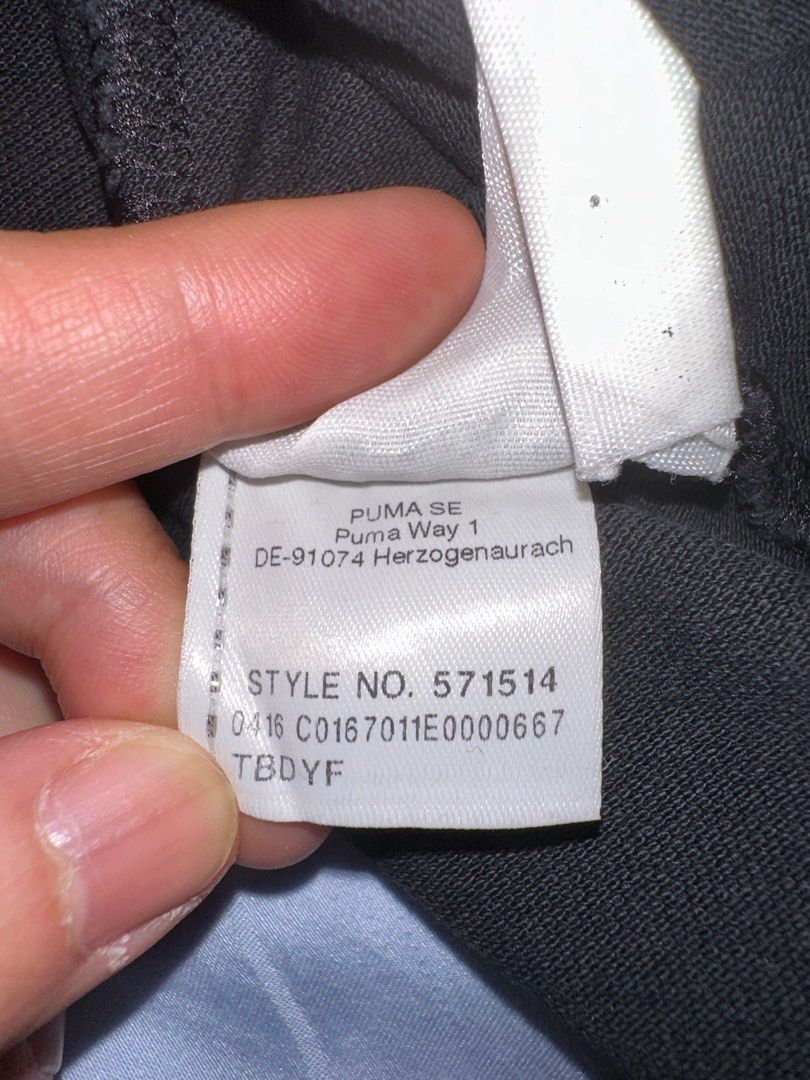 PUMA SE
Puma Way 1
DE-91074 Herzogenaurach
STYLE NO. 571514
0416 C0167011E0000667
TBDYF